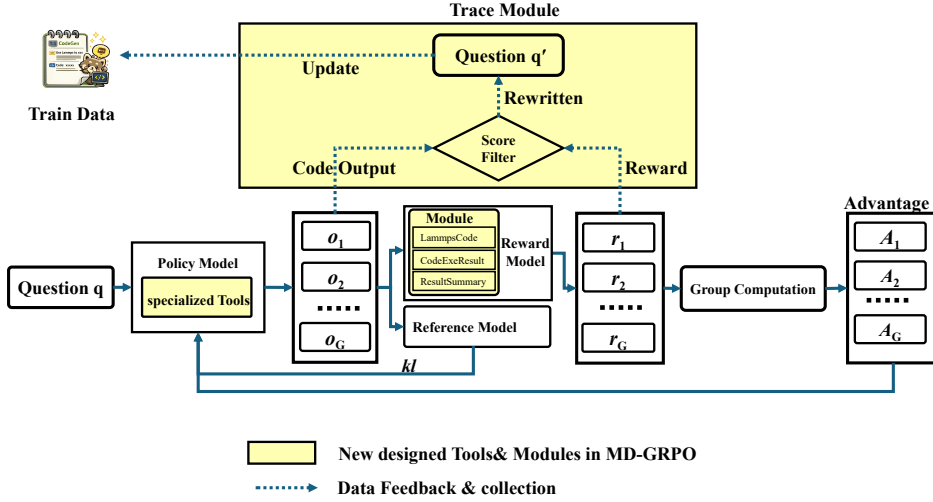 Trace Module
CodeGen
Train Data
Update
Question q′
Rewritten
Score
Filter
Code Output
Reward
Advantage
Question q
Policy Model
specialized Tools
o1
o2
......
oG
Module
LammpsCode
CodeExeResult
ResultSummary
Reward
Model
Reference Model
r1
r2
......
rG
Group Computation
A1
A2
......
AG
kl
New designed Tools& Modules in MD-GRPO
Data Feedback & collection